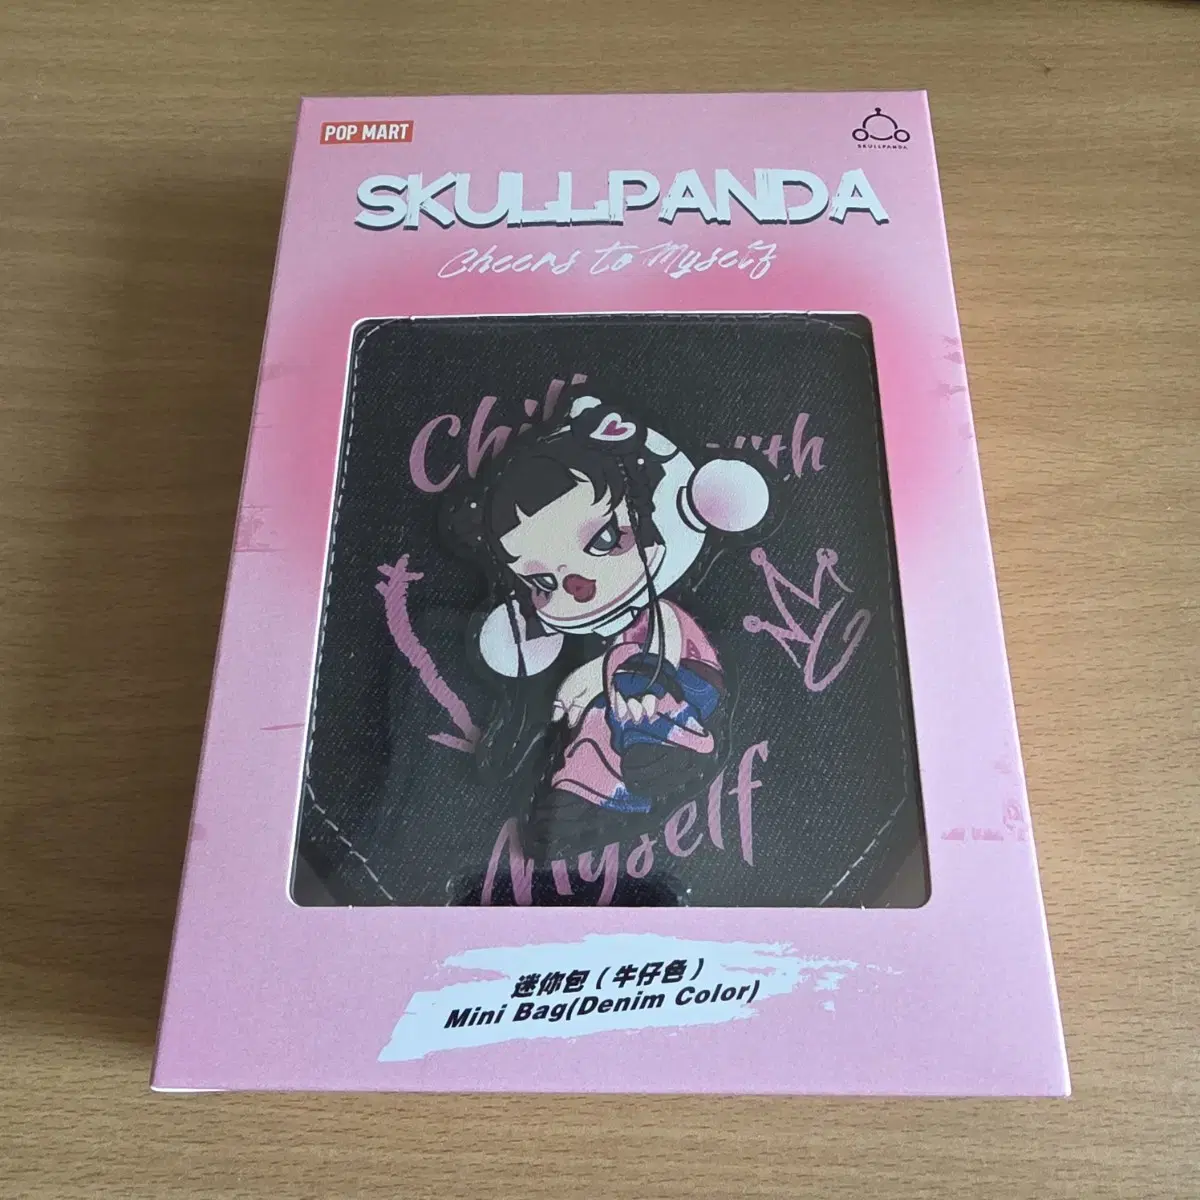 POP MART
SKULLPANDA
SKULLPANDA
Cheers to Myself
with
Myself
迷你包（牛仔色）
Mini Bag(Denim Color)